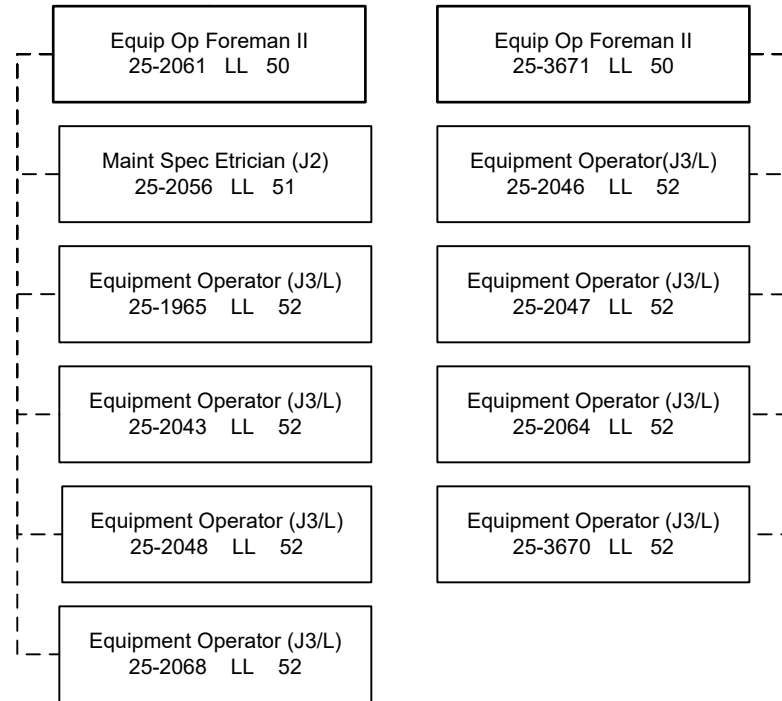 Equip Op Foreman II
25-2061 LL 50
Maint Spec Etrician (J2)
25-2056 LL 51
Equipment Operator (J3/L)
25-1965 LL 52
Equipment Operator (J3/L)
25-2043 LL 52
Equipment Operator (J3/L)
25-2048 LL 52
Equipment Operator (J3/L)
25-2068 LL 52
Equip Op Foreman II
25-3671 LL 50
Equipment Operator(J3/L)
25-2046 LL 52
Equipment Operator (J3/L)
25-2047 LL 52
Equipment Operator (J3/L)
25-2064 LL 52
Equipment Operator (J3/L)
25-3670 LL 52